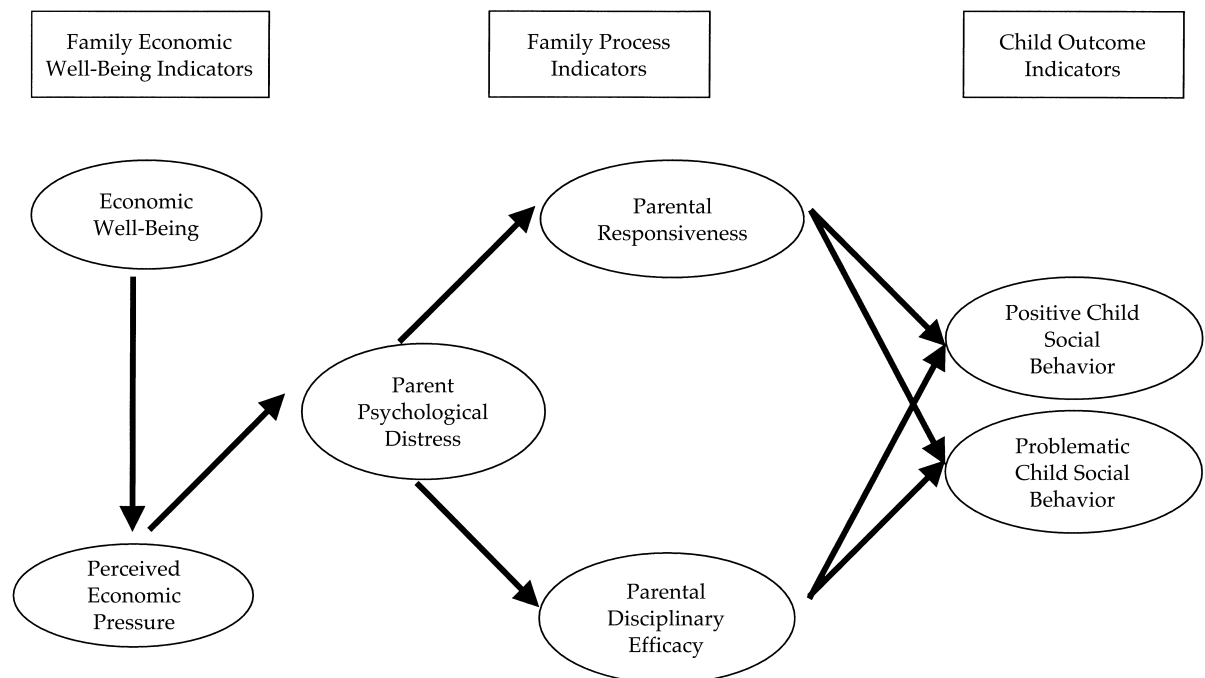 Family Economic
Well-Being Indicators
Family Process
Indicators
Child Outcome
Indicators
Economic
Well-Being
Parental
Responsiveness
Positive Child
Social
Behavior
Parent
Psychological
Distress
Problematic
Child Social
Behavior
Perceived
Economic
Pressure
Parental
Disciplinary
Efficacy